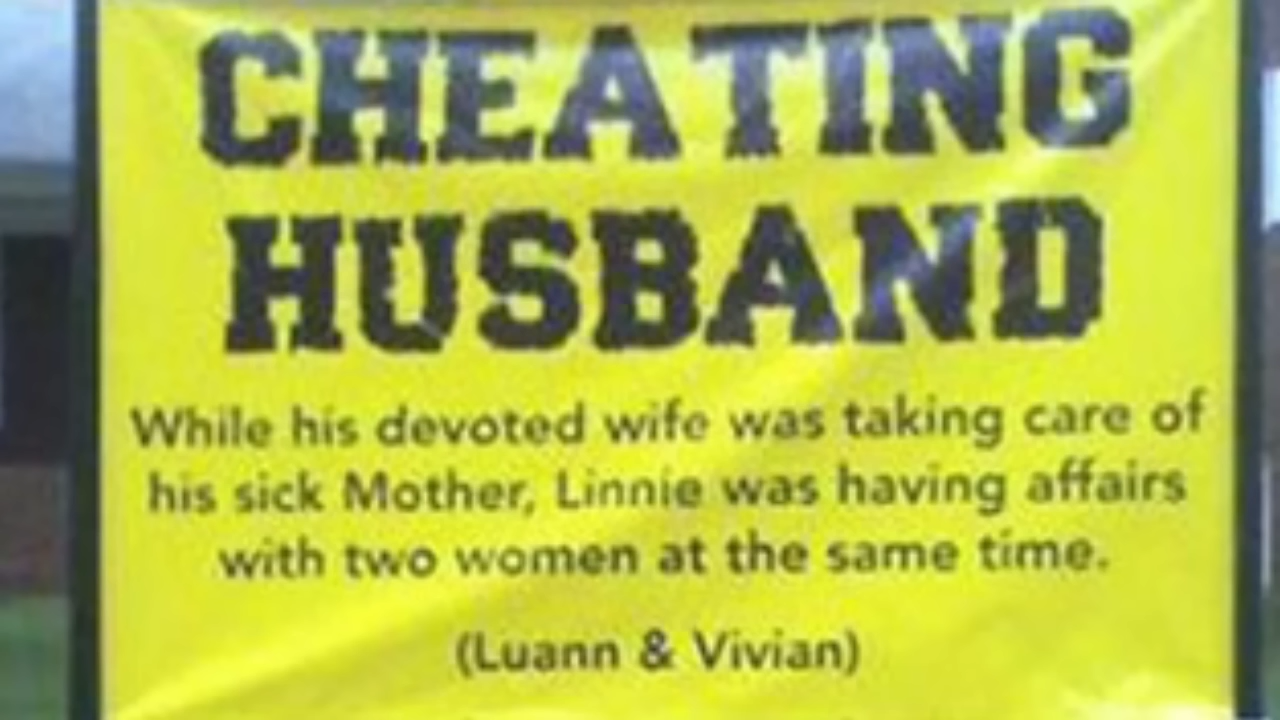 CHEATING
HUSBAND
While his devoted wife was taking care of
his sick Mother, Linnie was having affairs
with two women at the same time.
(Luann & Vivian)